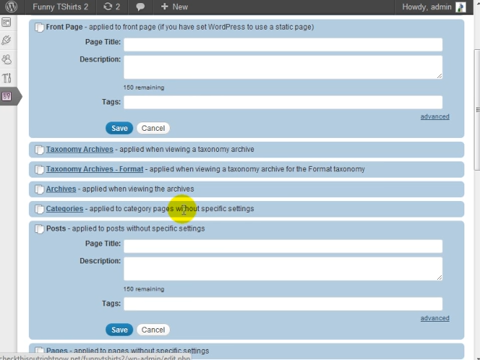 Funny TShirts 2 2 + New Howdy, admin
Front Page - applied to front page (if you have set WordPress to use a static page)
Page Title:
Description:
150 remaining
Tags:
advanced
Save Cancel
Taxonomy Archives - applied when viewing a taxonomy archive
Taxonomy Archives - Format - applied when viewing a taxonomy archive for the Format taxonomy
Archives - applied when viewing the archives
Categories - applied to category pages without specific settings
Posts - applied to posts without specific settings
Page Title:
Description:
150 remaining
Tags:
advanced
Save Cancel
Pages - applied to pages without specific settings